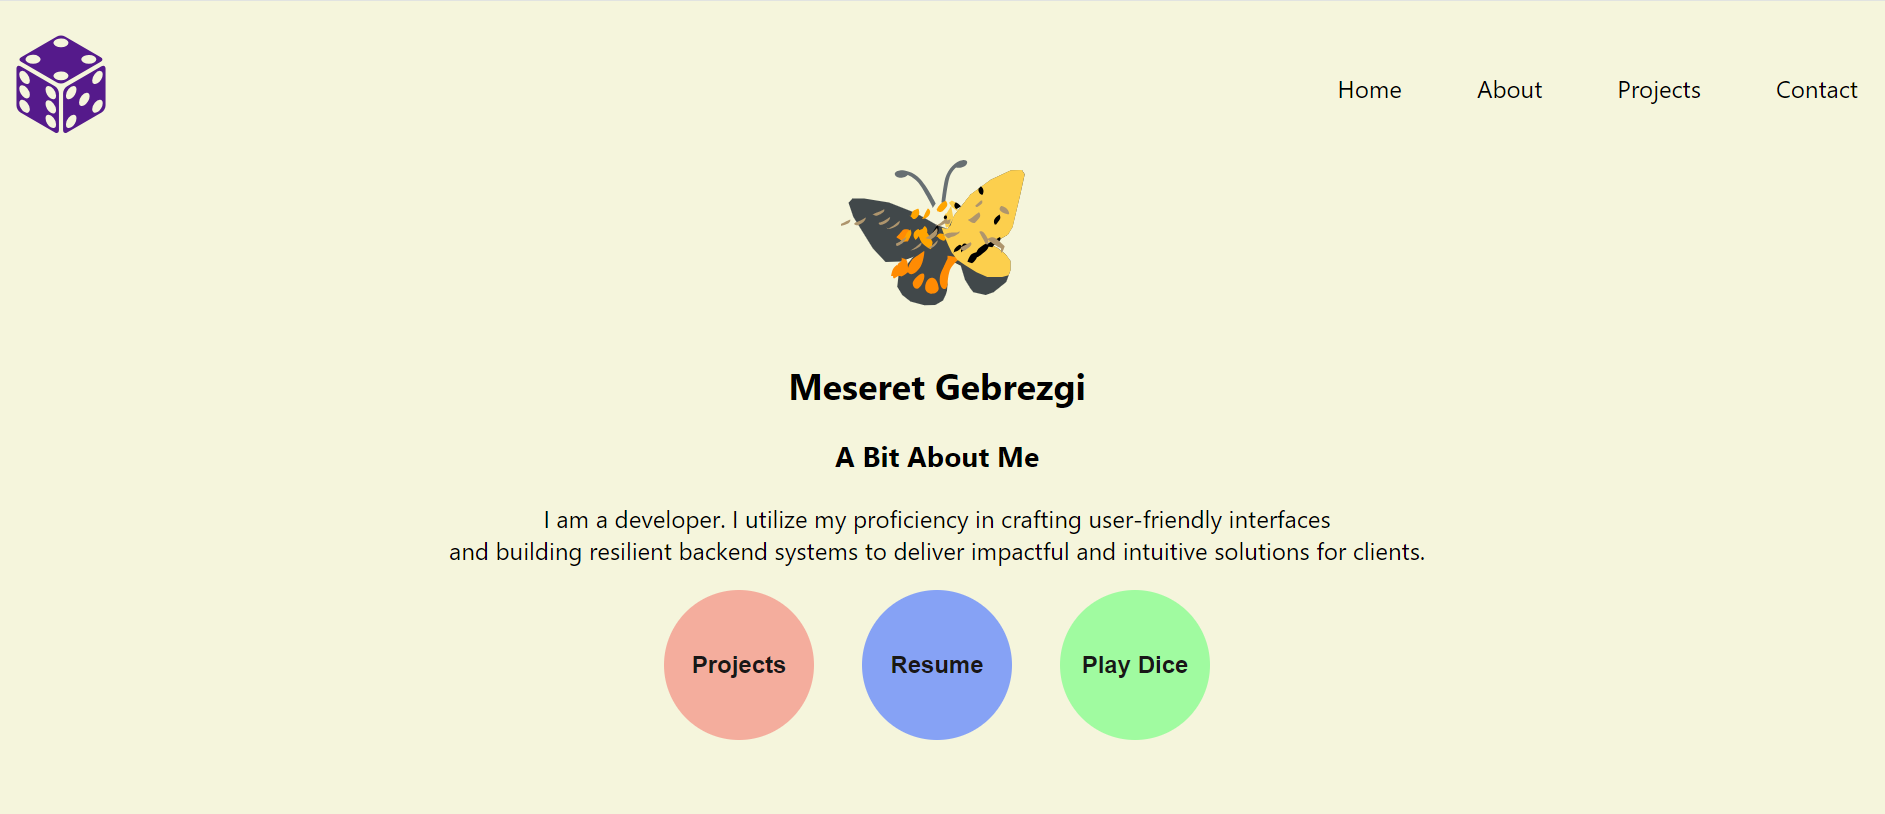 Home About Projects Contact
Meseret Gebrezgi
A Bit About Me
I am a developer. I utilize my proficiency in crafting user-friendly interfaces
and building resilient backend systems to deliver impactful and intuitive solutions for clients.
Projects Resume Play Dice